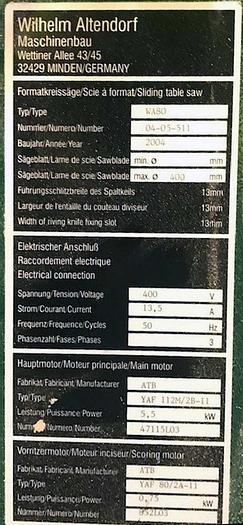 Wilhelm Altendorf
Maschinenbau
Wettiner Allee 43/45
32429 MINDEN/GERMANY
Formatkreissäge/Scie à format/Sliding table saw
Typ/Type WA80
Nummer/Numero/Number 04-05-511
Baujahr/Année/Year 2004
Sägeblatt/Lame de scie/Sawblade min. ø mm
Sägeblatt/Lame de scie/Sawblade max. ø 400 mm
Führungsschlitzbreite des Spaltkeils 13mm
Largeur de l'entaille du couteau diviseur 13mm
Width of riving knife fixing slot 13mm
Elektrischer Anschluß
Raccordement electrique
Electrical connection
Spannung/Tension/Voltage 400 V
Strom/Courant/Current 13,5 A
Frequenz/Frequence/Cycles 50 Hz
Phasenzahl/Fases/Phases 3
Hauptmotor/Moteur principale/Main motor
Fabrikat/Fabricant/Manufacturer ATB
Typ/Type YAF 112M/2B-11
Leistung/Puissance/Power 5,5 kW
Numero/Number 47115L03
Vorritzermotor/Moteur inciseur/Scoring motor
Fabrikat/Fabricant/Manufacturer ATB
Typ/Type YAF 80/2A-11
Leistung/Puissance/Power 0,75 kW
Nummer/Numero/Number 852L03